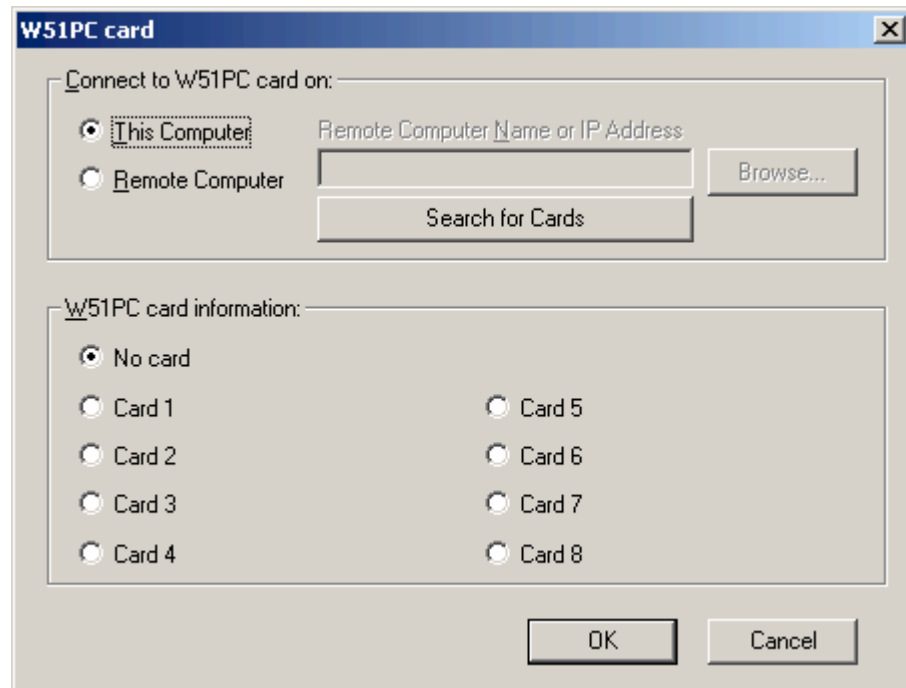 W51PC card
Connect to W51PC card on:
This Computer
Remote Computer Name or IP Address
Remote Computer
Browse...
Search for Cards
W51PC card information:
No card
Card 1
Card 5
Card 2
Card 6
Card 3
Card 7
Card 4
Card 8
OK
Cancel